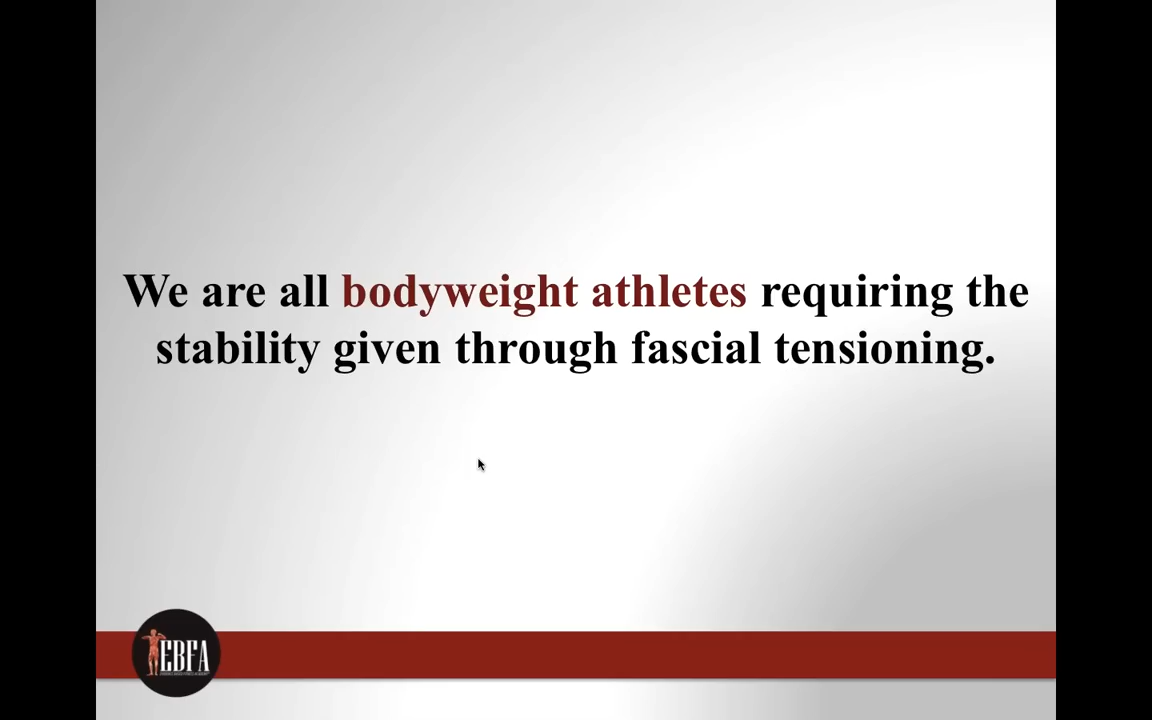 We are all bodyweight athletes requiring the
stability given through fascial tensioning.
EBFA